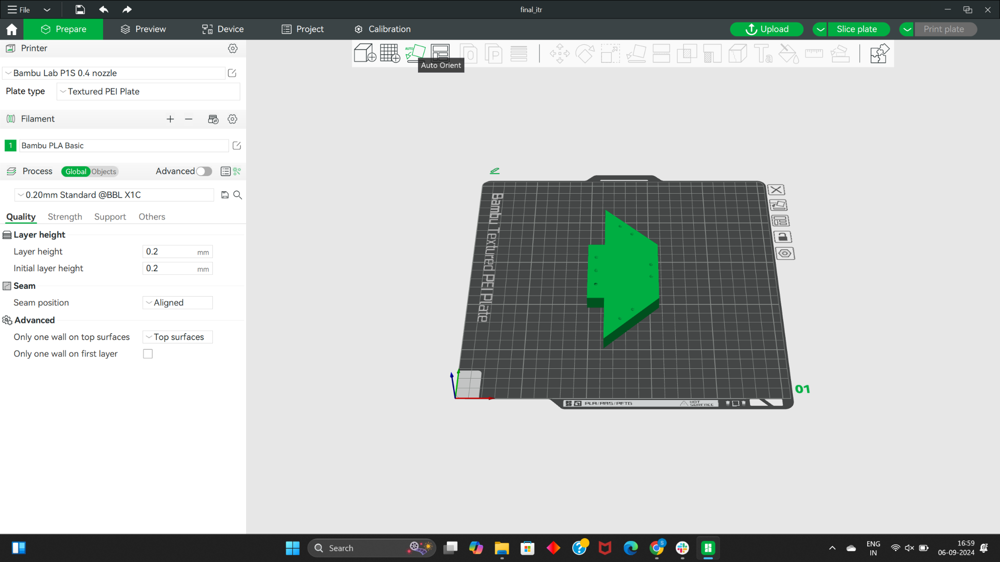 File
final_itr
Prepare
Preview
Device
Project
Calibration
Upload
Slice plate
Print plate
Printer
Bambu Lab P1S 0.4 nozzle
Plate type
Textured PEI Plate
Filament
1
Bambu PLA Basic
Process
Global
Objects
Advanced
0.20mm Standard @BBL X1C
Quality
Strength
Support
Others
Layer height
Layer height
0.2
mm
Initial layer height
0.2
mm
Seam
Seam position
Aligned
Advanced
Only one wall on top surfaces
Top surfaces
Only one wall on first layer
AUTO
Auto Orient
Ta
Bambu Textured PEI Plate
PLA/ABS/PETG
HOT
SURFACE
01
Search
ENG
IN
16:59
06-09-2024